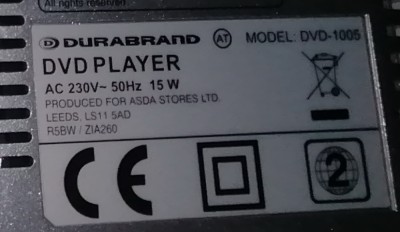 All rights reserved
DURABRAND AT MODEL: DVD-1005
DVD PLAYER
AC 230V~ 50Hz 15 W
PRODUCED FOR ASDA STORES LTD.
LEEDS, LS11 5AD
R5BW / ZIA260
CE 2